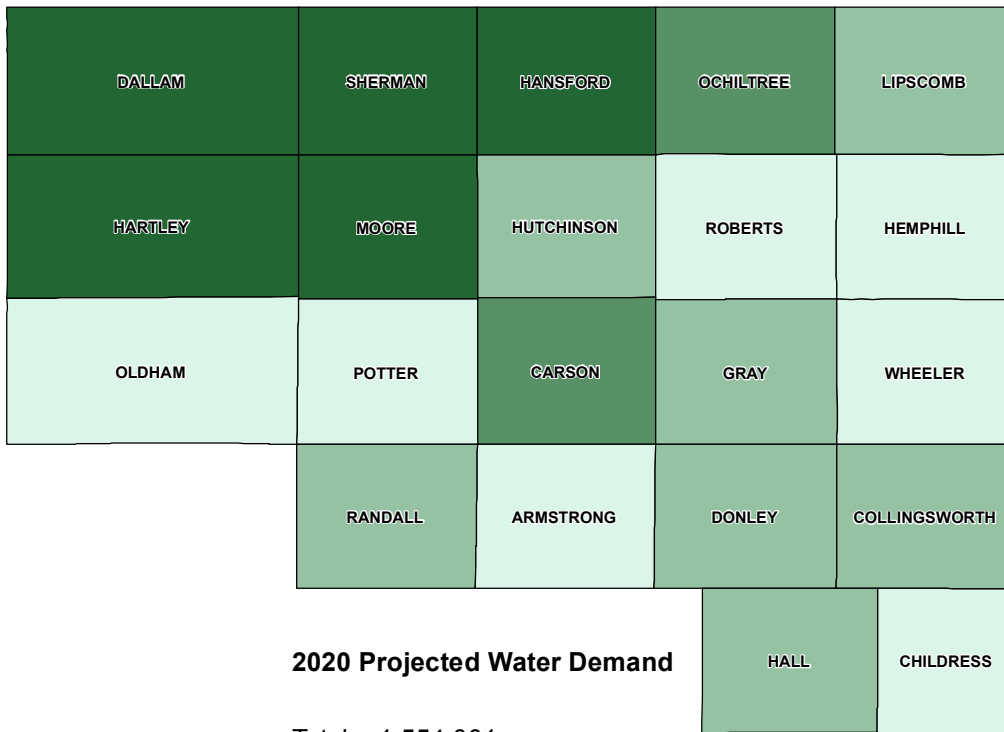 DALLAM SHERMAN HANSFORD OCHILTREE LIPSCOMB
HARTLEY MOORE HUTCHINSON ROBERTS HEMPHILL
OLDHAM POTTER CARSON GRAY WHEELER
RANDALL ARMSTRONG DONLEY COLLINGSWORTH
2020 Projected Water Demand HALL CHILDRESS